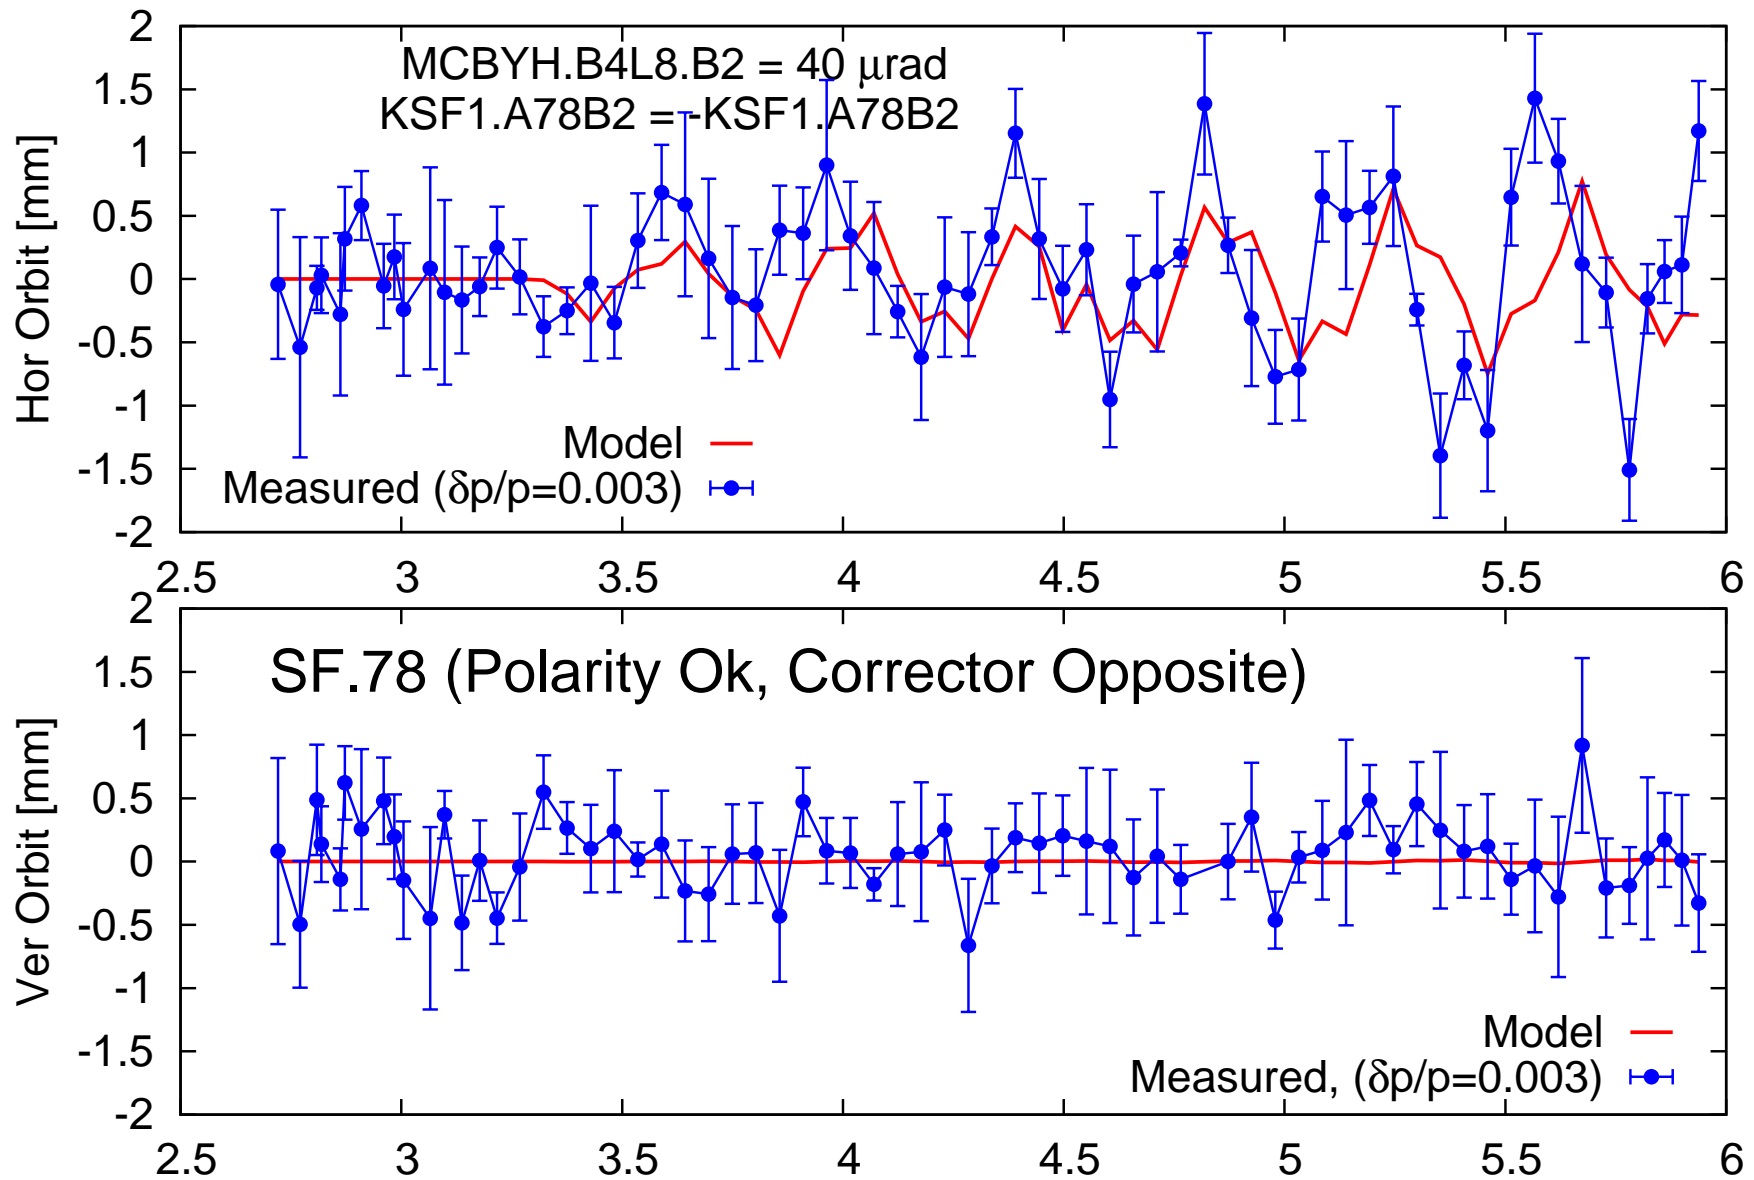 2
1.5
1
0.5
0
-0.5
-1
-1.5
-2
Hor Orbit [mm]
MCBYH.B4L8.B2 = 40 μrad
KSF1.A78B2 = -KSF1.A78B2
Model
Measured (δp/p=0.003)
2.5 3 3.5 4 4.5 5 5.5 6
2
1.5
1
0.5
0
-0.5
-1
-1.5
-2
Ver Orbit [mm]
SF.78 (Polarity Ok, Corrector Opposite)
Model
Measured, (δp/p=0.003)
2.5 3 3.5 4 4.5 5 5.5 6